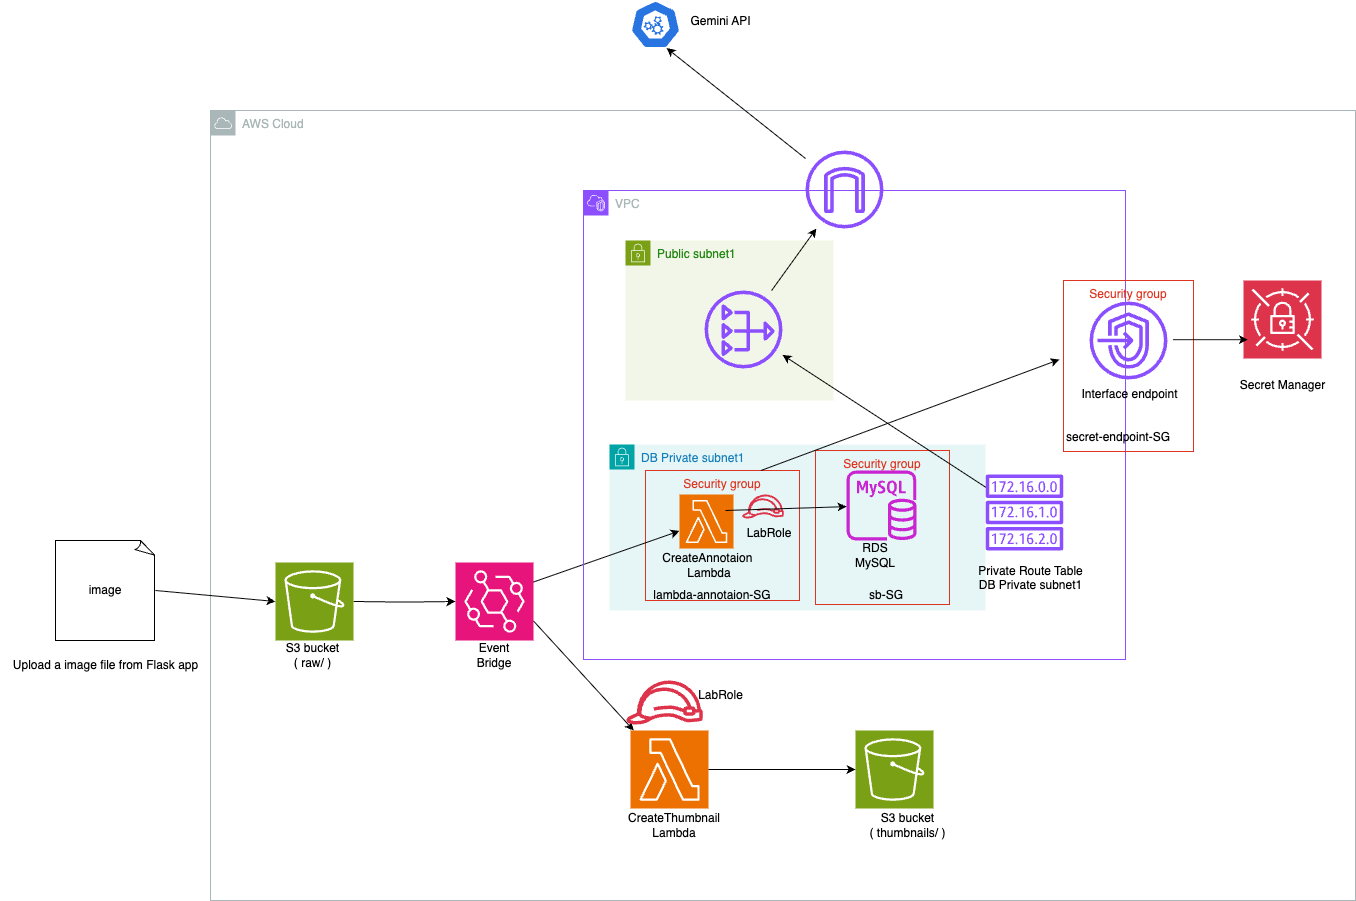 Gemini API
AWS Cloud
VPC
Public subnet1
Security group
Interface endpoint
secret-endpoint-SG
Secret Manager
DB Private subnet1
Security group
LabRole
CreateAnnotaion
Lambda
lambda-annotaion-SG
Security group
MySQL
RDS
MySQL
sb-SG
172.16.0.0
172.16.1.0
172.16.2.0
Private Route Table
DB Private subnet1
image
Upload a image file from Flask app
S3 bucket
( raw/ )
Event
Bridge
LabRole
CreateThumbnail
Lambda
S3 bucket
( thumbnails/ )